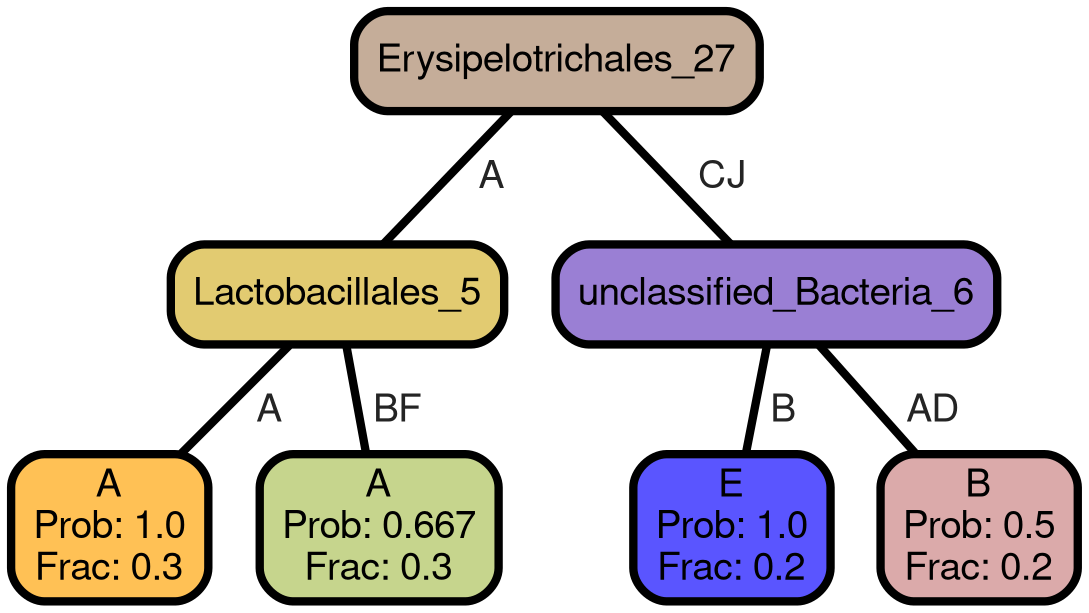 Erysipelotrichales_27
A
CJ
Lactobacillales_5
unclassified_Bacteria_6
A
BF
B
AD
A
Prob: 1.0
Frac: 0.3
A
Prob: 0.667
Frac: 0.3
E
Prob: 1.0
Frac: 0.2
B
Prob: 0.5
Frac: 0.2